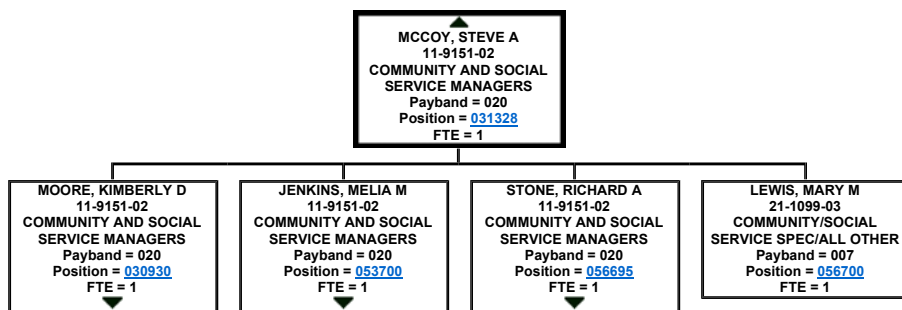 MCCOY, STEVE A
11-9151-02
COMMUNITY AND SOCIAL
SERVICE MANAGERS
Payband = 020
Position = 031328
FTE = 1
MOORE, KIMBERLY D
11-9151-02
COMMUNITY AND SOCIAL
SERVICE MANAGERS
Payband = 020
Position = 030930
FTE = 1
JENKINS, MELIA M
11-9151-02
COMMUNITY AND SOCIAL
SERVICE MANAGERS
Payband = 020
Position = 053700
FTE = 1
STONE, RICHARD A
11-9151-02
COMMUNITY AND SOCIAL
SERVICE MANAGERS
Payband = 020
Position = 056695
FTE = 1
LEWIS, MARY M
21-1099-03
COMMUNITY/SOCIAL
SERVICE SPEC/ALL OTHER
Payband = 007
Position = 056700
FTE = 1